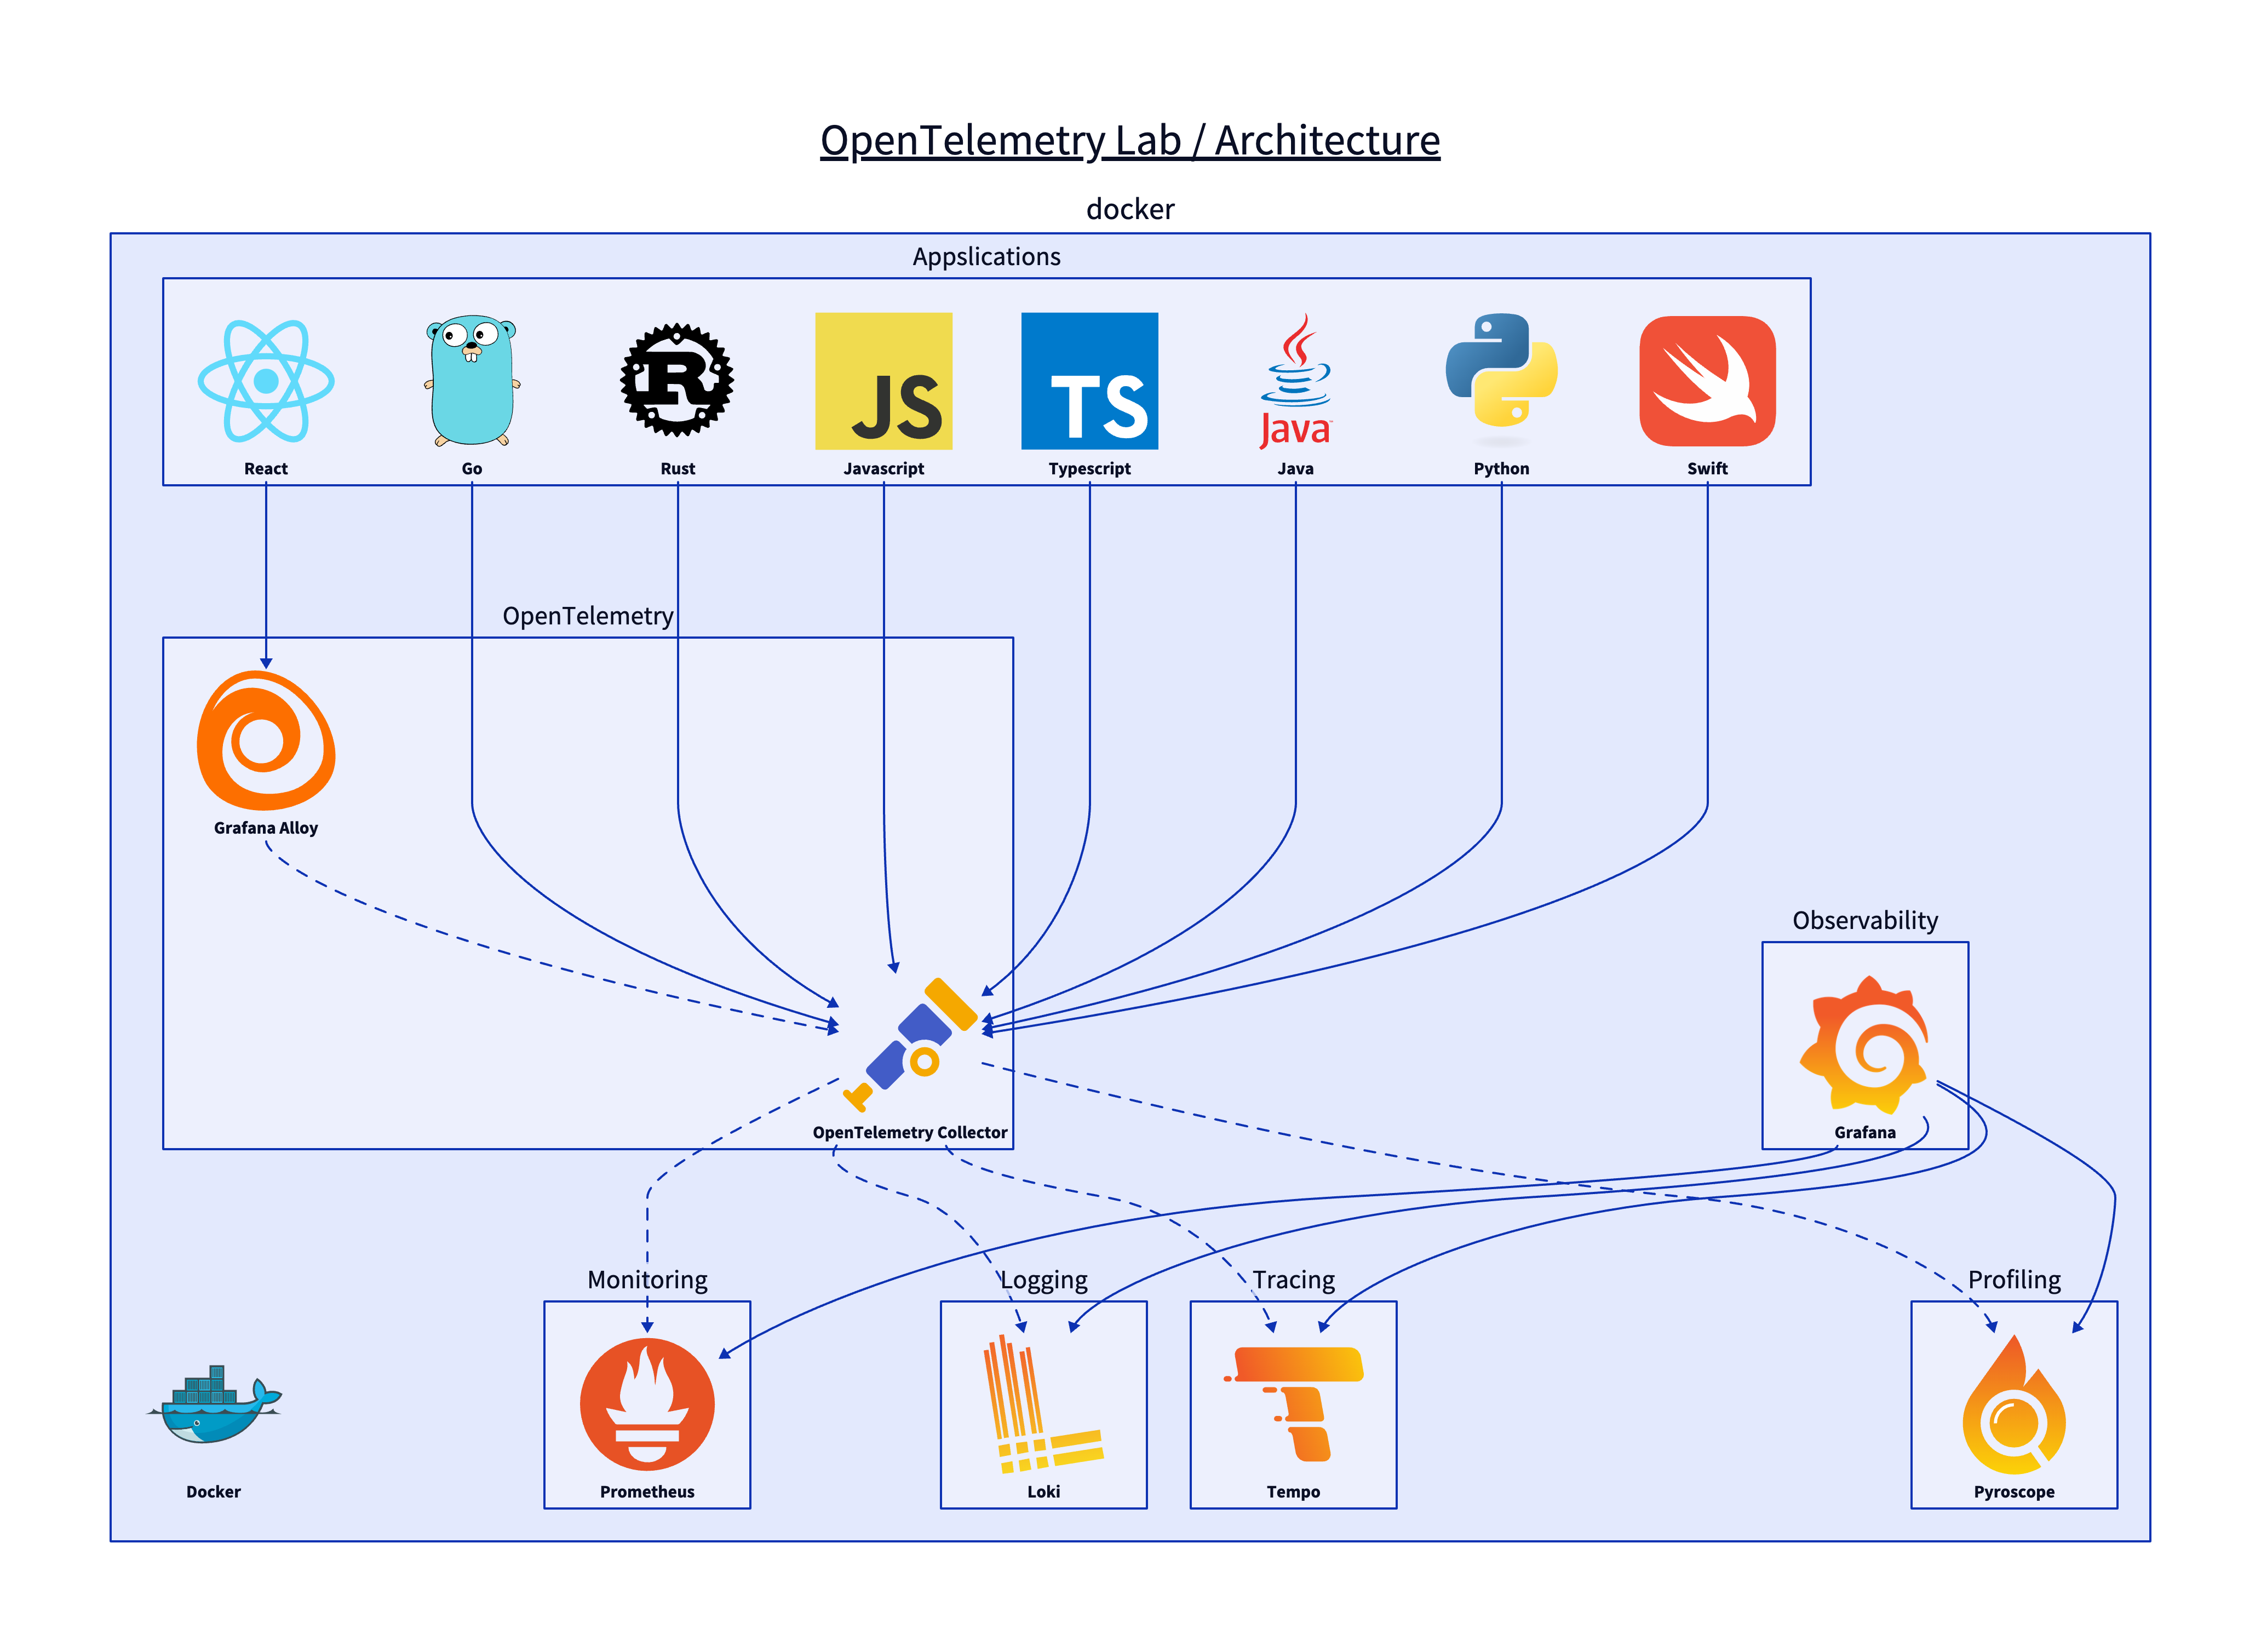 OpenTelemetry Lab / Architecture
docker
Appslications
JS
TS
Java
React
Go
Rust
Javascript
Typescript
Java
Python
Swift
OpenTelemetry
Grafana Alloy
Observability
OpenTelemetry Collector
Grafana
Monitoring
Logging
Tracing
Profiling
Docker
Prometheus
Loki
Tempo
Pyroscope